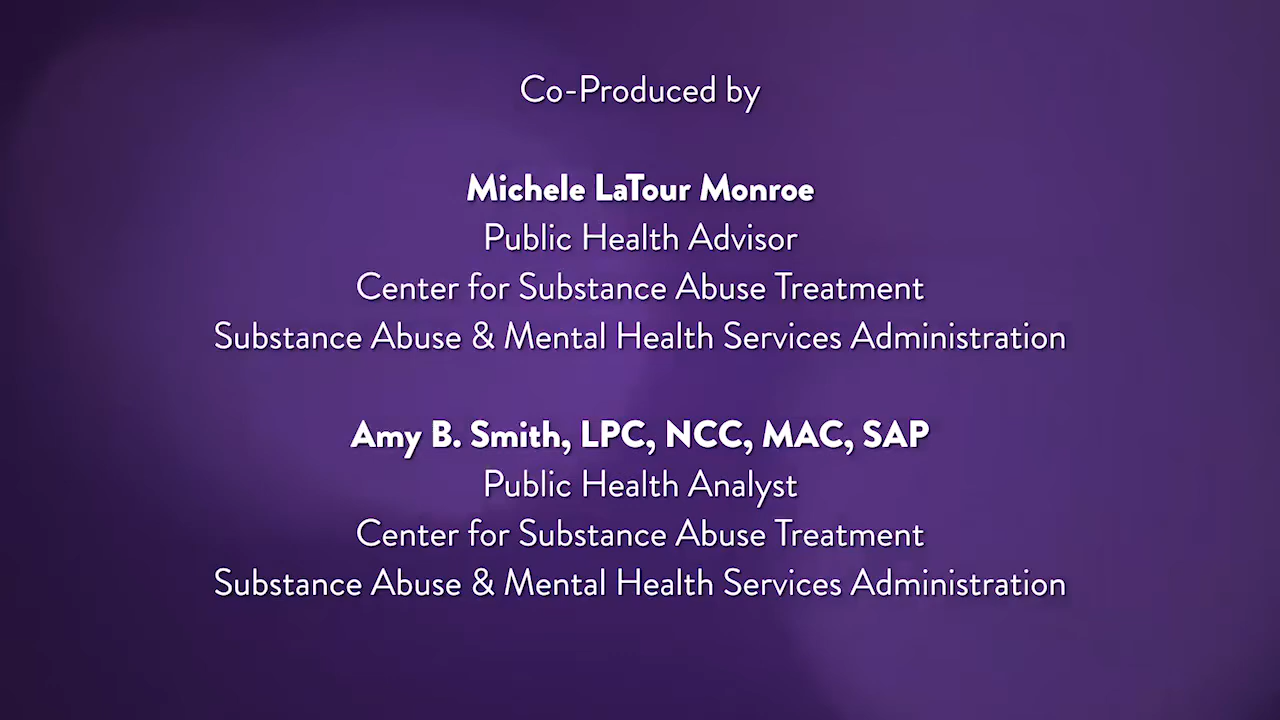 Co-Produced by
Michele LaTour Monroe
Public Health Advisor
Center for Substance Abuse Treatment
Substance Abuse & Mental Health Services Administration
Amy B. Smith, LPC, NCC, MAC, SAP
Public Health Analyst
Center for Substance Abuse Treatment
Substance Abuse & Mental Health Services Administration